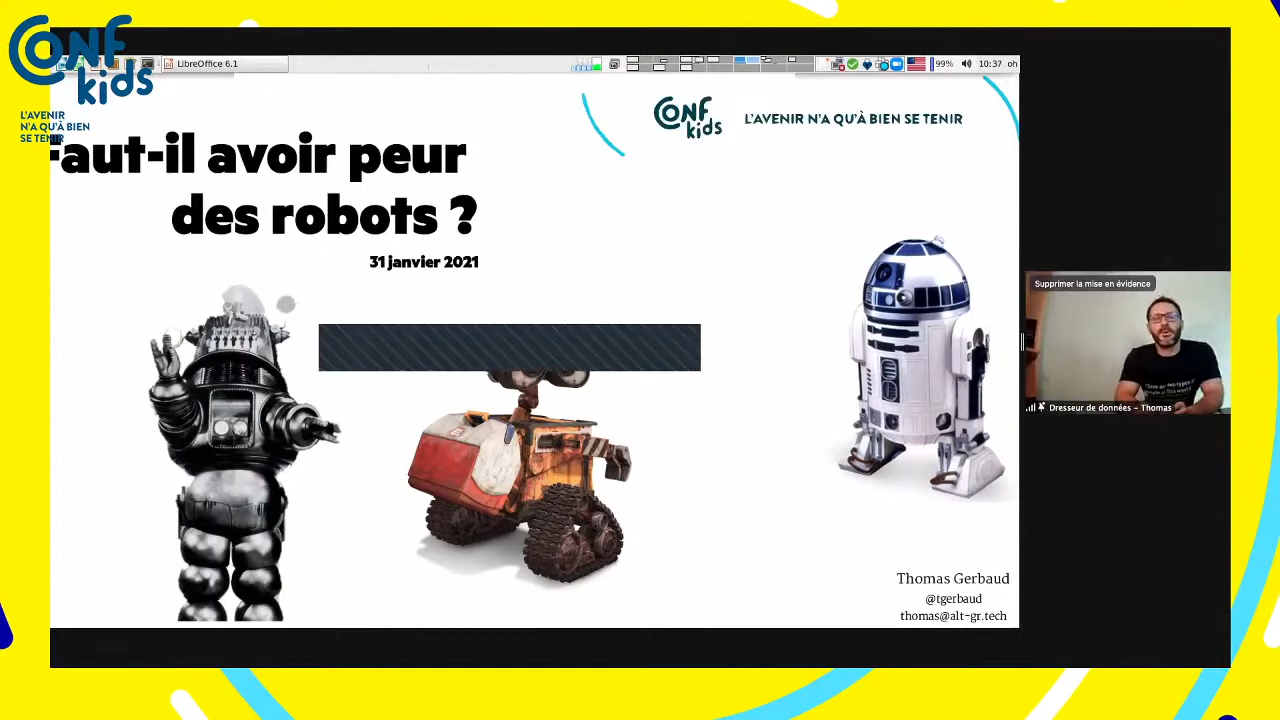 CONF
kids
L'AVENIR
N'A QU'À BIEN
SE TENIR
LibreOffice 6.1
99%
10:37
oh
CONF
kids
L'AVENIR N'A QU'À BIEN SE TENIR
Faut-il avoir peur
des robots ?
31 janvier 2021
Supprimer la mise en évidence
Dresseur de données – Thomas
Thomas Gerbaud
@tgerbaud
thomas@alt-gr.tech